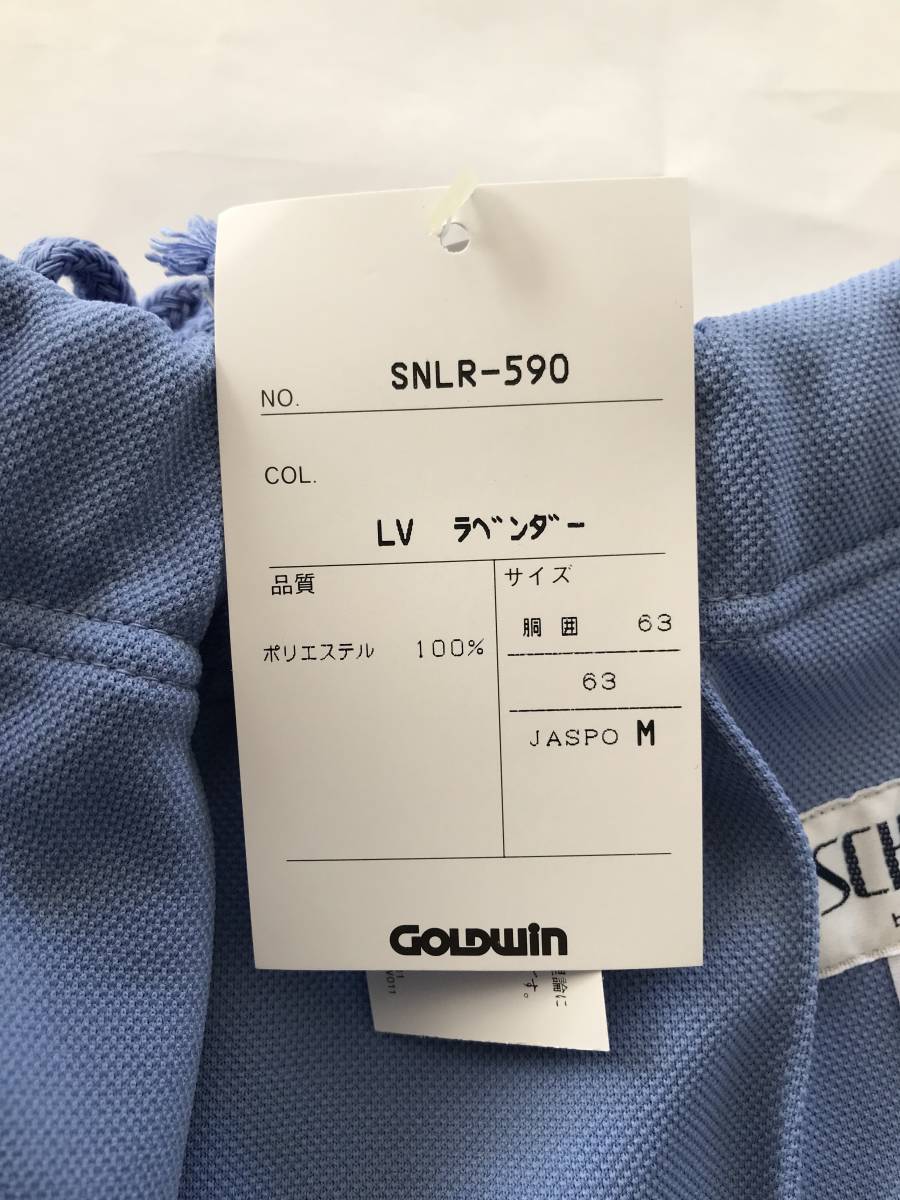 NO. SNLR-590
COL.
LV ラベンダー
品質
ポリエステル 100%
サイズ
胴囲 63
63
JASPO M
GOLDWIN
SCH